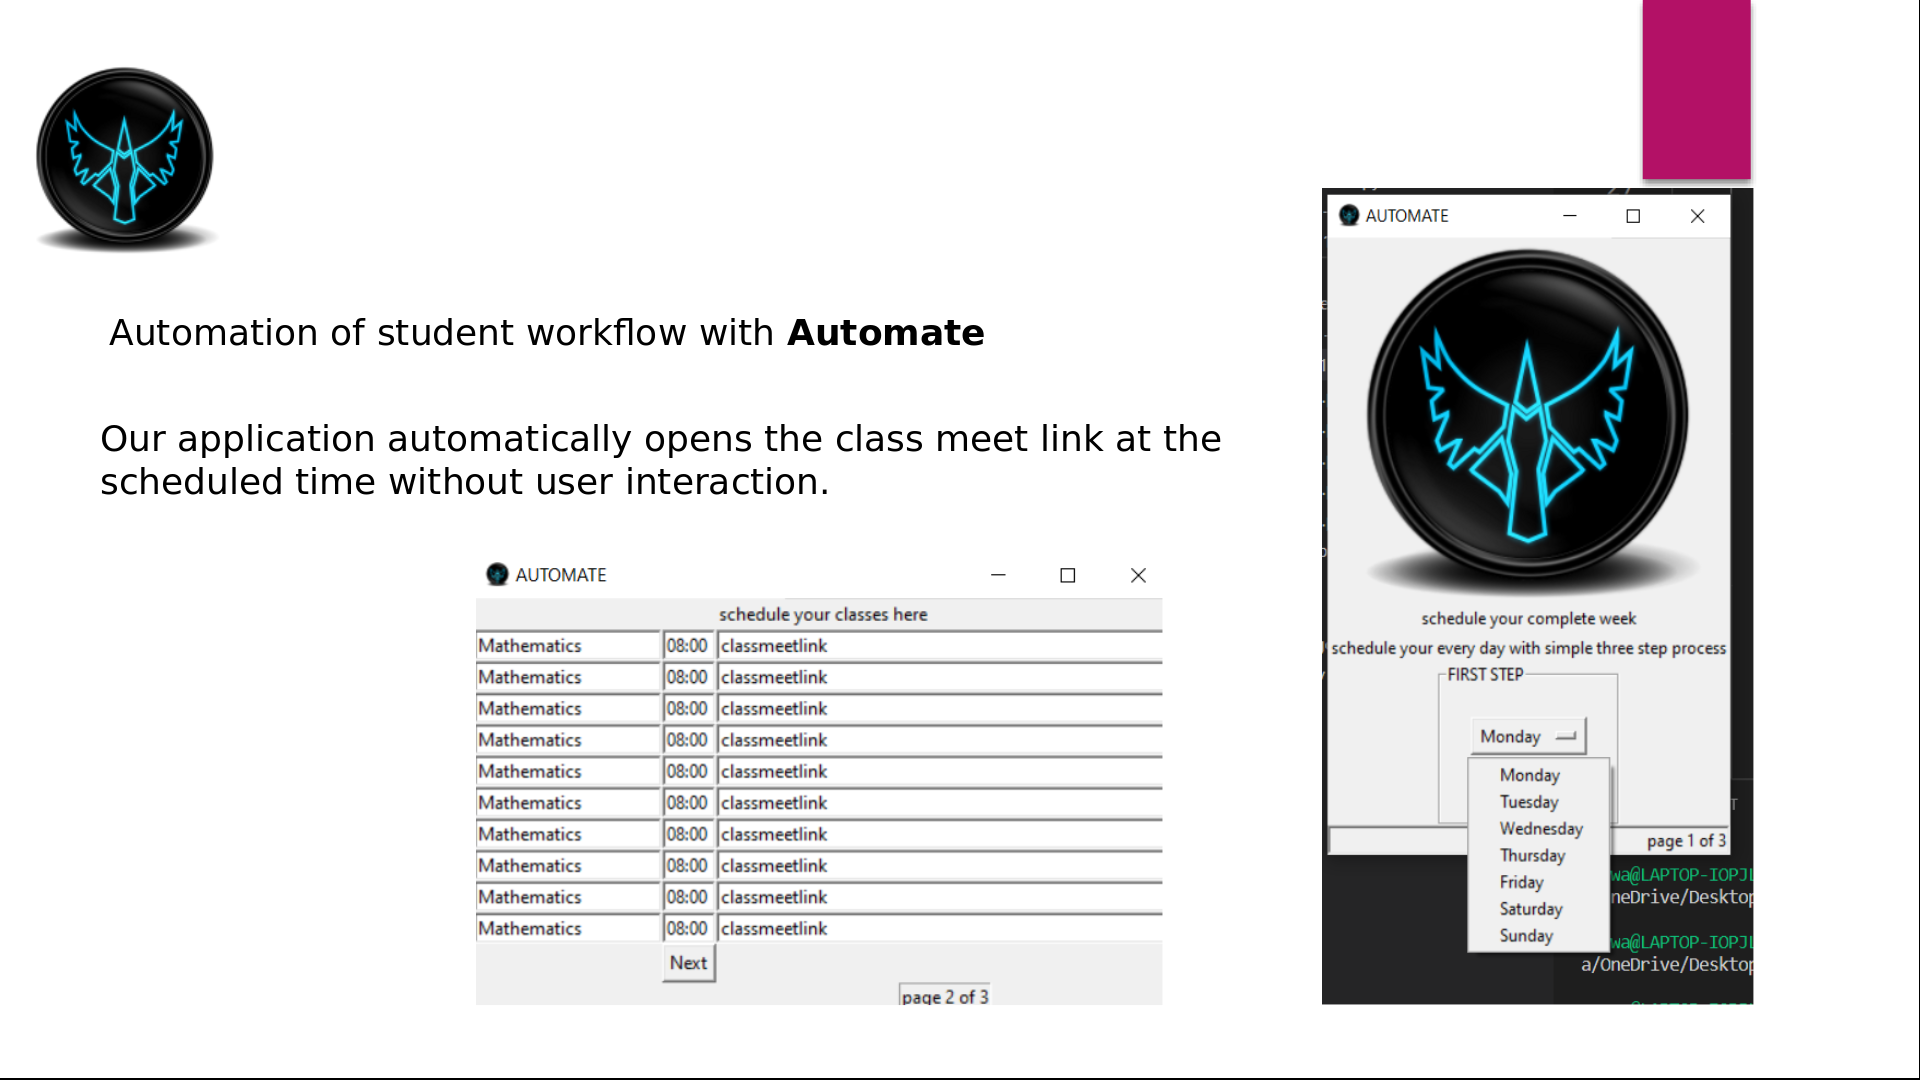 Automation of student workflow with Automate
Our application automatically opens the class meet link at the
scheduled time without user interaction.
AUTOMATE
schedule your classes here
Mathematics 08:00 classmeetlink
Mathematics 08:00 classmeetlink
Mathematics 08:00 classmeetlink
Mathematics 08:00 classmeetlink
Mathematics 08:00 classmeetlink
Mathematics 08:00 classmeetlink
Mathematics 08:00 classmeetlink
Mathematics 08:00 classmeetlink
Mathematics 08:00 classmeetlink
Mathematics 08:00 classmeetlink
Next
page 2 of 3
AUTOMATE
schedule your complete week
schedule your every day with simple three step process
FIRST STEP
Monday
Monday
Tuesday
Wednesday
Thursday
Friday
Saturday
Sunday
page 1 of 3
wa@LAPTOP-IOPJL
neDrive/Desktop
wa@LAPTOP-IOPJL
a/OneDrive/Desktop